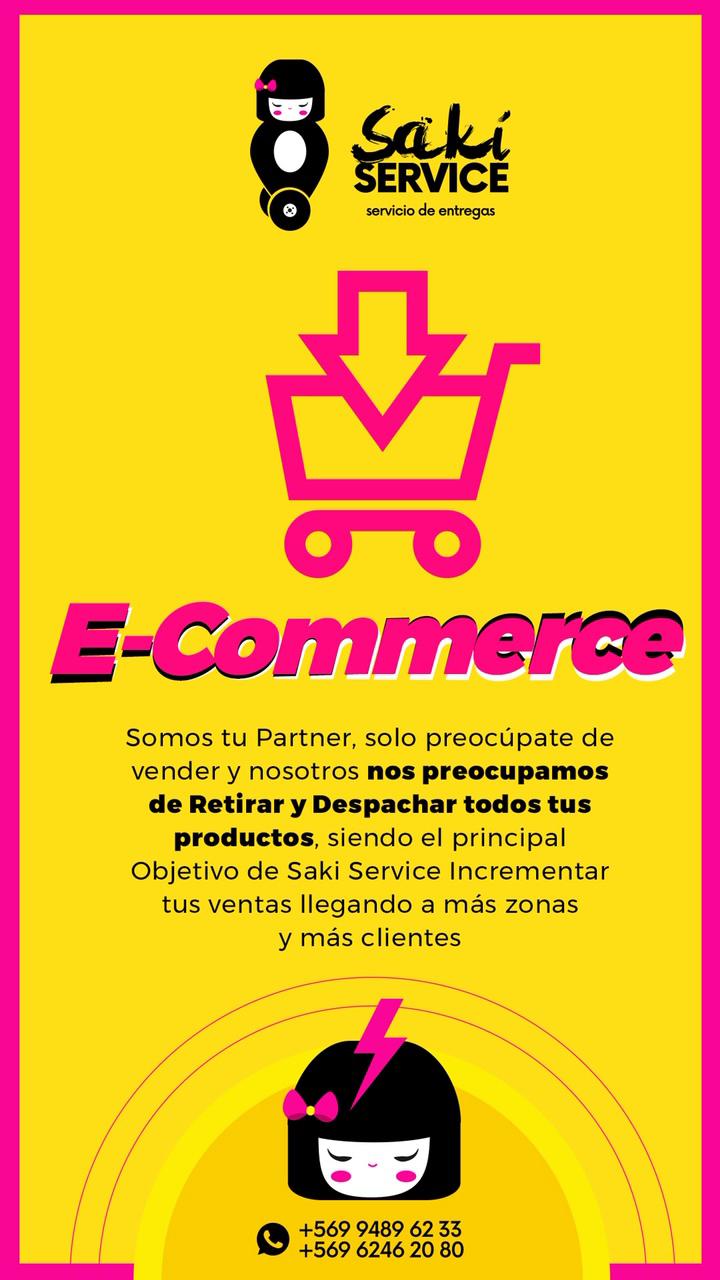 Saki
SERVICE
servicio de entregas
E-Commerce
Somos tu Partner, solo preocúpate de
vender y nosotros nos preocupamos
de Retirar y Despachar todos tus
productos, siendo el principal
Objetivo de Saki Service Incrementar
tus ventas llegando a más zonas
y más clientes
+569 9489 62 33
+569 6246 20 80